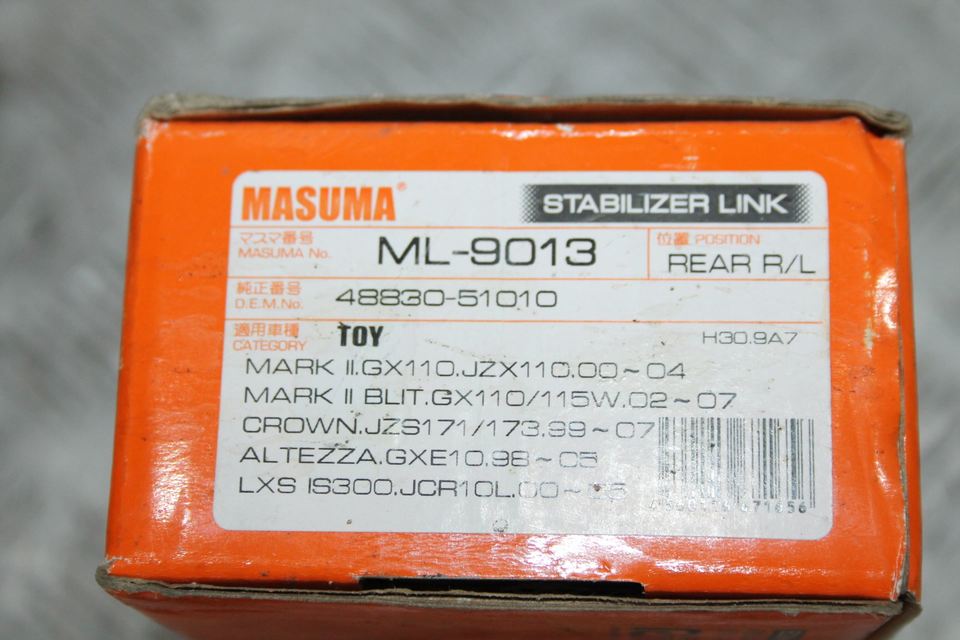 MASUMA®
STABILIZER LINK
マスマ番号
MASUMA No.
ML-9013
位置 POSITION
REAR R/L
純正番号
O.E.M.No.
48830-51010
適用車種
CATEGORY
TOY
H30.9A7
MARK II.GX110.JZX110.00~04
MARK II BLIT.GX110/115W.02~07
CROWN.JZS171/173.99~07
ALTEZZA.GXE10.98~05
LXS IS300.JCR10L.00~05